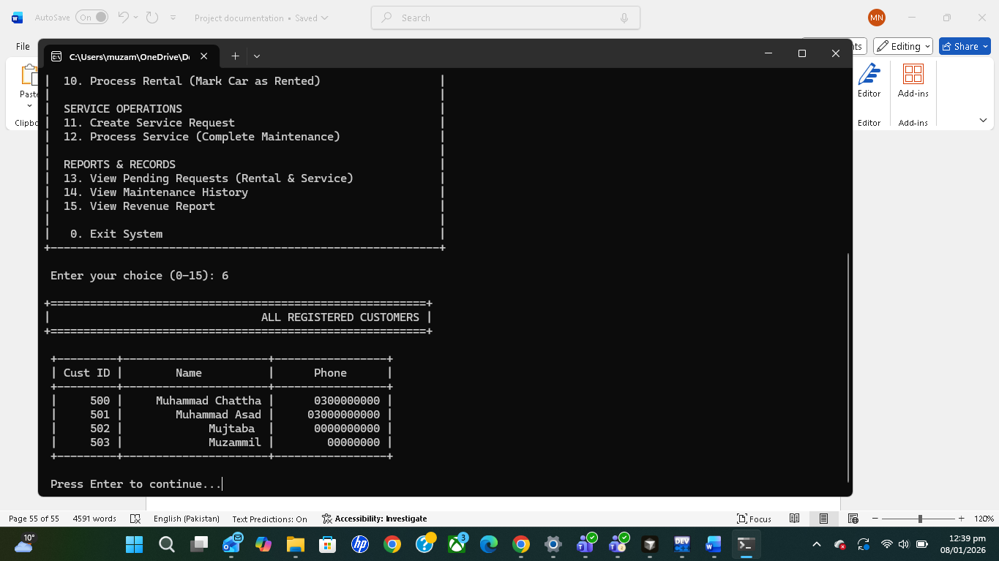 AutoSave On Project documentation • Saved Search MN
File ts Editing Share
C:\Users\muzam\OneDrive\Do
Paste
Clipbo
Editor Add-ins
Editor Add-ins
| 10. Process Rental (Mark Car as Rented) |
| |
| SERVICE OPERATIONS |
| 11. Create Service Request |
| 12. Process Service (Complete Maintenance) |
| |
| REPORTS & RECORDS |
| 13. View Pending Requests (Rental & Service) |
| 14. View Maintenance History |
| 15. View Revenue Report |
| |
| 0. Exit System |
+-----------------------------------------------------------+
Enter your choice (0-15): 6
+=========================================================+
| ALL REGISTERED CUSTOMERS |
+=========================================================+
+---------+----------------------+-----------------+
| Cust ID | Name | Phone |
+---------+----------------------+-----------------+
| 500 | Muhammad Chattha | 0300000000 |
| 501 | Muhammad Asad | 03000000000 |
| 502 | Mujtaba | 0000000000 |
| 503 | Muzammil | 00000000 |
+---------+----------------------+-----------------+
Press Enter to continue...
Page 55 of 55 4591 words English (Pakistan) Text Predictions: On Accessibility: Investigate Focus 120%
10° hp 3 DEV C++ 12:39 pm
08/01/2026